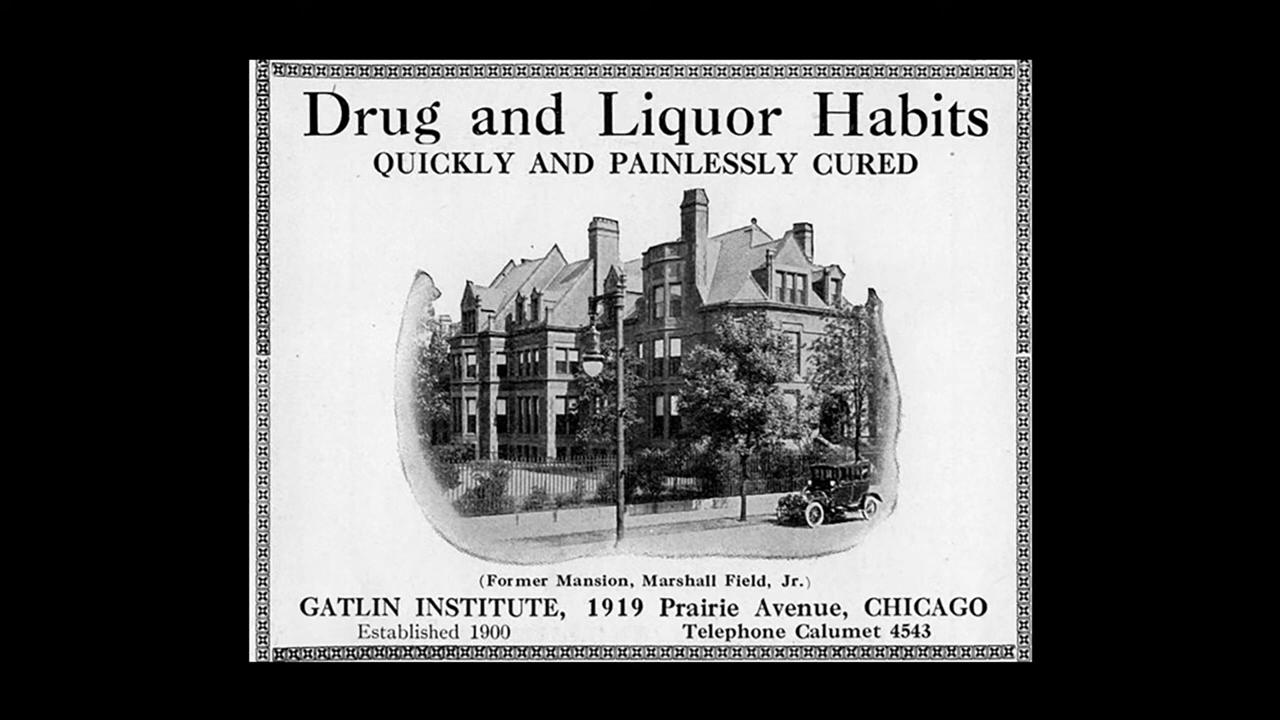 Drug and Liquor Habits
QUICKLY AND PAINLESSLY CURED
(Former Mansion, Marshall Field, Jr.)
GATLIN INSTITUTE, 1919 Prairie Avenue, CHICAGO
Established 1900 Telephone Calumet 4543